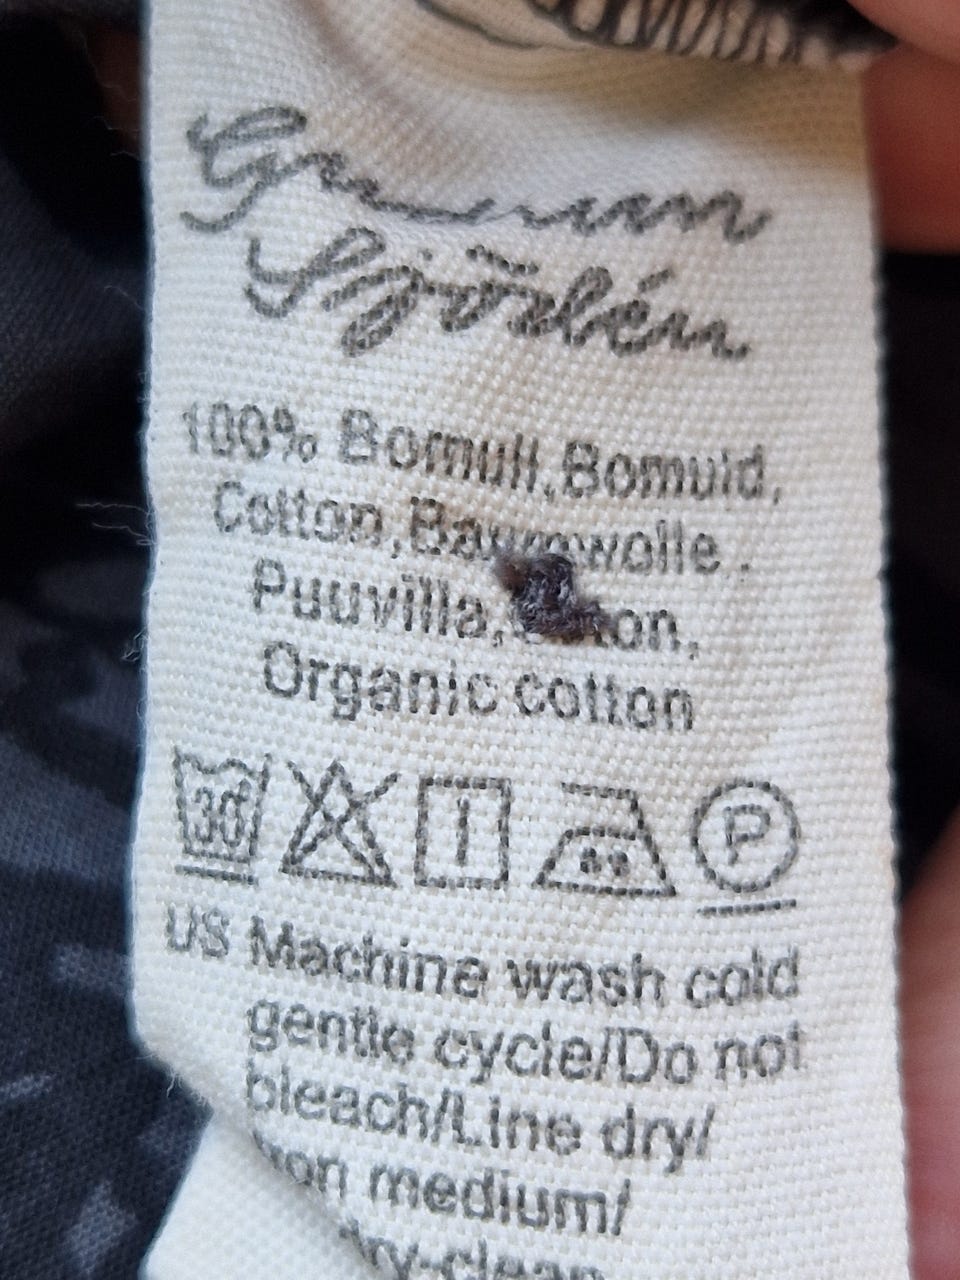 Gudrun
Sjödén
100% Bomull, Bomuld,
Cotton, Baumwolle,
Puuvilla,
Organic cotton
30°
P
US Machine wash cold
gentle cycle/Do not
bleach/Line dry/
medium/